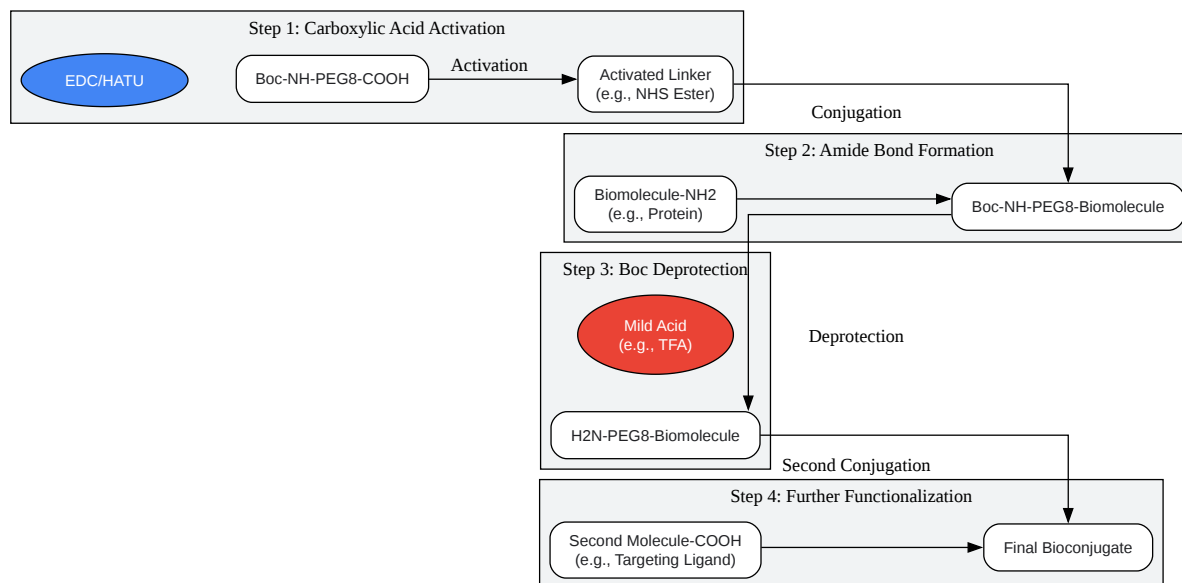 Step 1: Carboxylic Acid Activation
EDC/HATU
Boc-NH-PEG8-COOH
Activation
Activated Linker
(e.g., NHS Ester)
Conjugation
Step 2: Amide Bond Formation
Biomolecule-NH2
(e.g., Protein)
Boc-NH-PEG8-Biomolecule
Step 3: Boc Deprotection
Mild Acid
(e.g., TFA)
Deprotection
H2N-PEG8-Biomolecule
Second Conjugation
Step 4: Further Functionalization
Second Molecule-COOH
(e.g., Targeting Ligand)
Final Bioconjugate